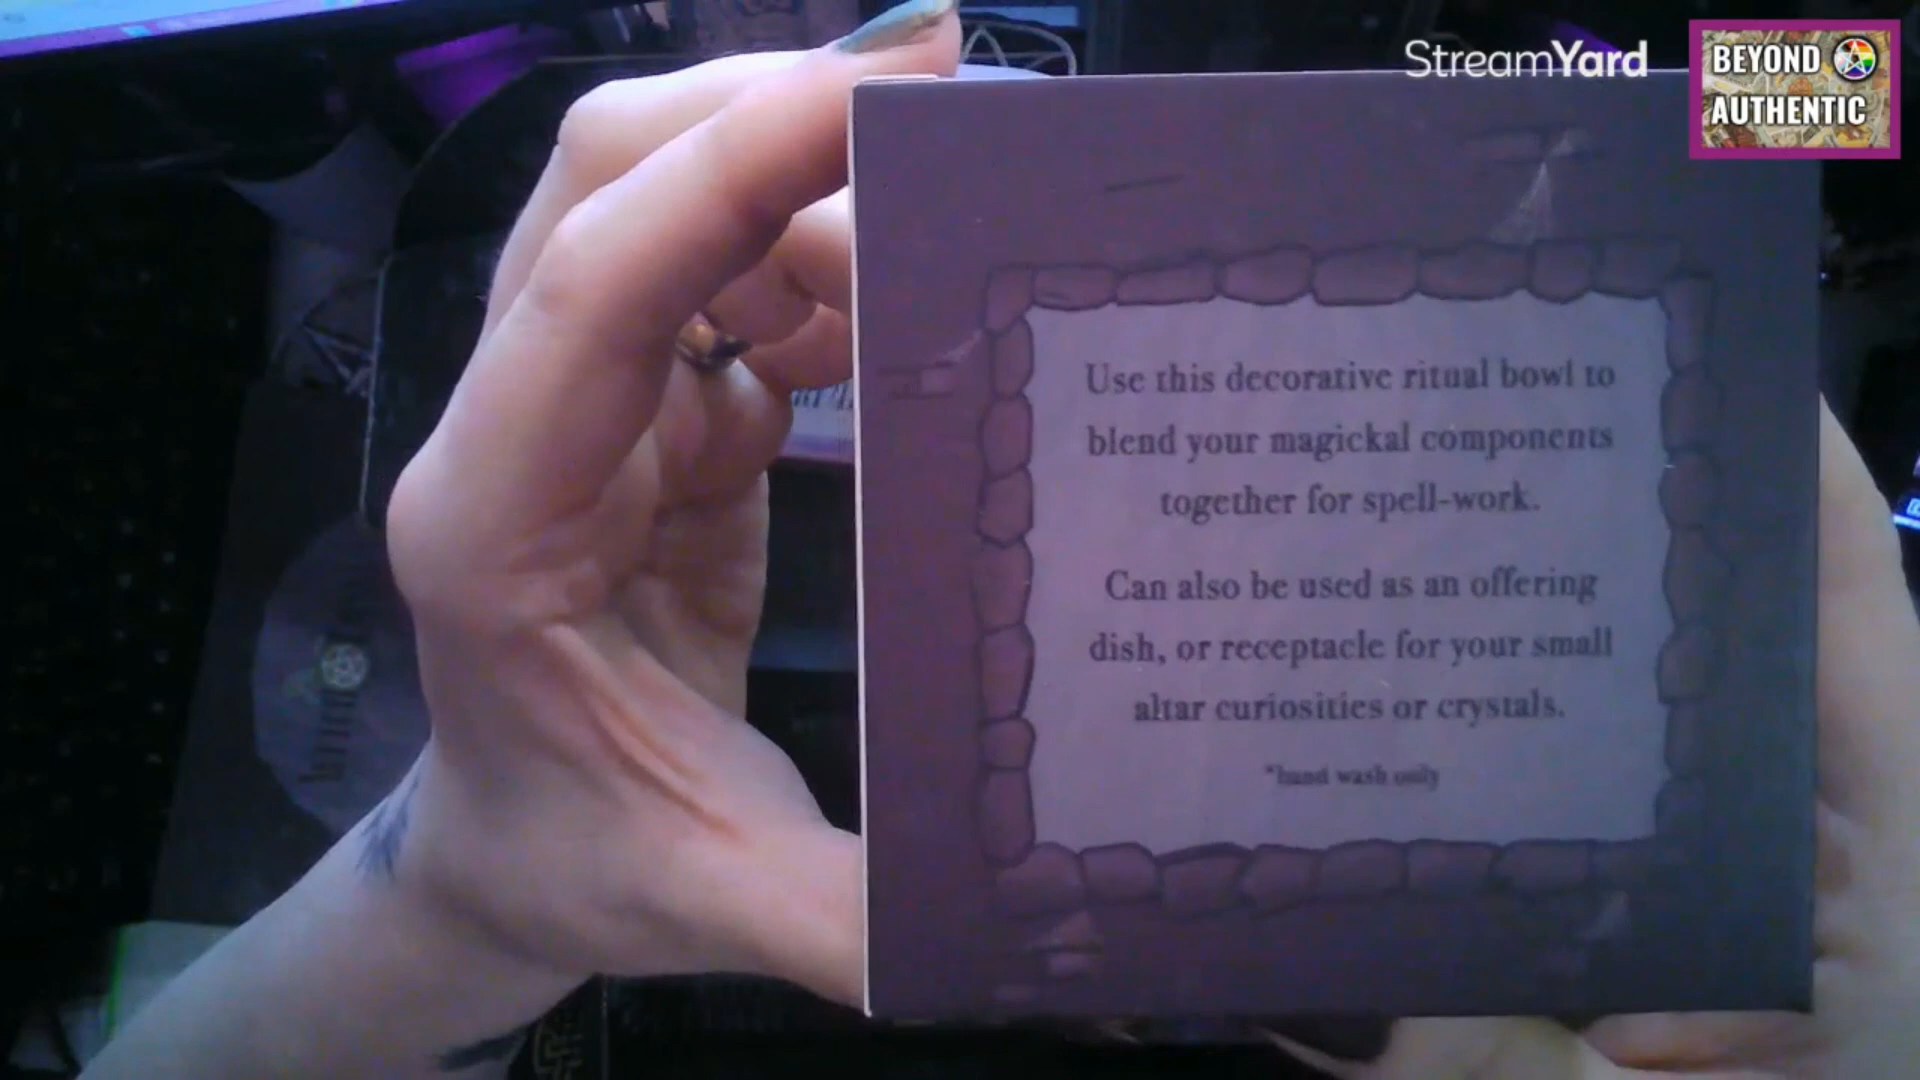 StreamYard
BEYOND
AUTHENTIC
Use this decorative ritual bowl to
blend your magickal components
together for spell-work.
Can also be used as an offering
dish, or receptacle for your small
altar curiosities or crystals.
*hand wash only